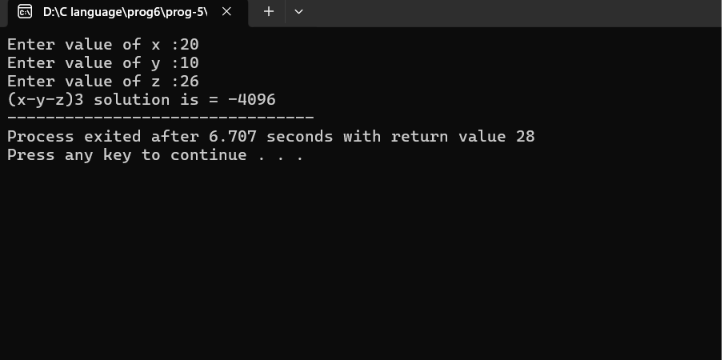 D:\C language\prog6\prog-5\
Enter value of x :20
Enter value of y :10
Enter value of z :26
(x-y-z)3 solution is = -4096
--------------------------------
Process exited after 6.707 seconds with return value 28
Press any key to continue . . .